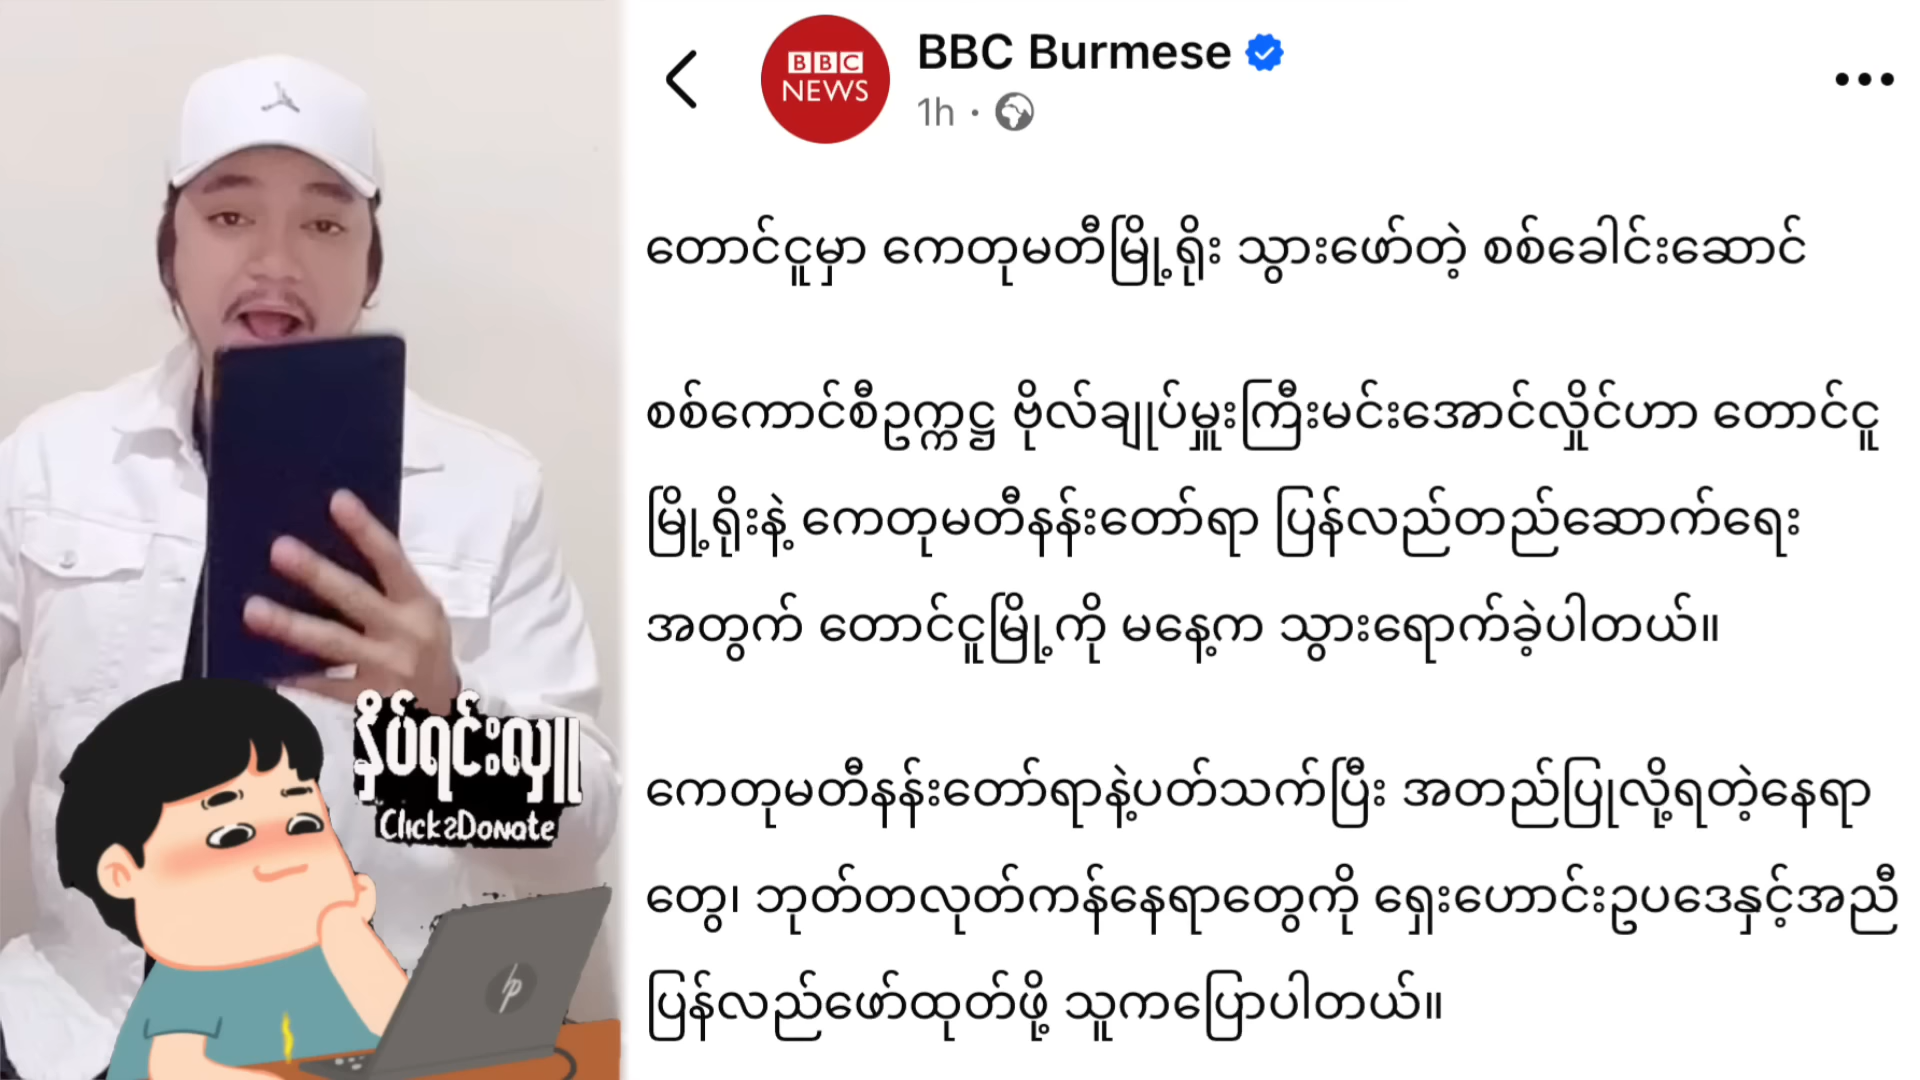 BBC NEWS
BBC Burmese
1h ·
တောင်ငူမှာ ကေတုမတီမြို့ရိုး သွားဖော်တဲ့ စစ်ခေါင်းဆောင်
စစ်ကောင်စီဥက္ကဋ္ဌ ဗိုလ်ချုပ်မှူးကြီးမင်းအောင်လှိုင်ဟာ တောင်ငူ
မြို့ရိုးနဲ့ ကေတုမတီနန်းတော်ရာ ပြန်လည်တည်ဆောက်ရေး
အတွက် တောင်ငူမြို့ကို မနေ့က သွားရောက်ခဲ့ပါတယ်။
ကေတုမတီနန်းတော်ရာနဲ့ပတ်သက်ပြီး အတည်ပြုလို့ရတဲ့နေရာ
တွေ၊ ဘုတ်တလုတ်ကန်နေရာတွေကို ရှေးဟောင်းဥပဒေနှင့်အညီ
ပြန်လည်ဖော်ထုတ်ဖို့ သူကပြောပါတယ်။
နှိပ်ရင်းလှူ
Click2Donate
hp